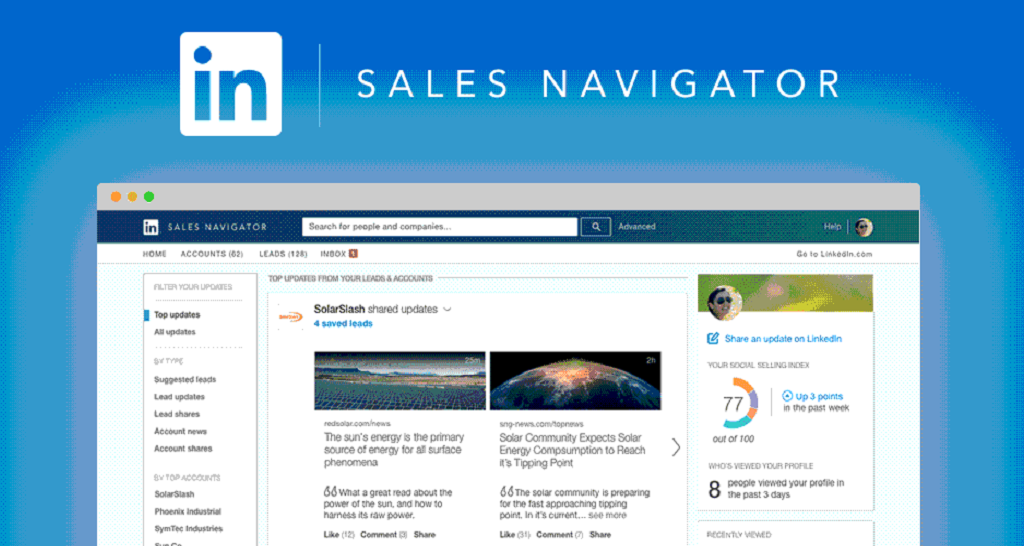 in
SALES NAVIGATOR
in SALES NAVIGATOR
Search for people and companies...
Advanced
Help
HOME
ACCOUNTS (62)
LEADS (128)
INBOX 1
Go to LinkedIn.com
FILTER YOUR UPDATES
Top updates
All updates
BY TYPE
Suggested leads
Lead updates
Lead shares
Account news
Account shares
BY TOP ACCOUNTS
SolarSlash
Phoenix Industrial
SymTec Industries
TOP UPDATES FROM YOUR LEADS & ACCOUNTS
SolarSlash shared updates
4 saved leads
25m
redsolar.com/news
The sun's energy is the primary
source of energy for all surface
phenomena
What a great read about the
power of the sun, and how to
harness its raw power.
Like (12) Comment (3) Share
2h
smg-news.com/topnews
Solar Community Expects Solar
Energy Compsumption to Reach
it's Tipping Point
The solar community is preparing
for the fast approaching tipping
point. In it's current... see more
Like (31) Comment (7) Share
Share an update on LinkedIn
YOUR SOCIAL SELLING INDEX
77
out of 100
Up 3 points
in the past week
WHO'S VIEWED YOUR PROFILE
8 people viewed your profile in
the past 3 days
RECENTLY VIEWED